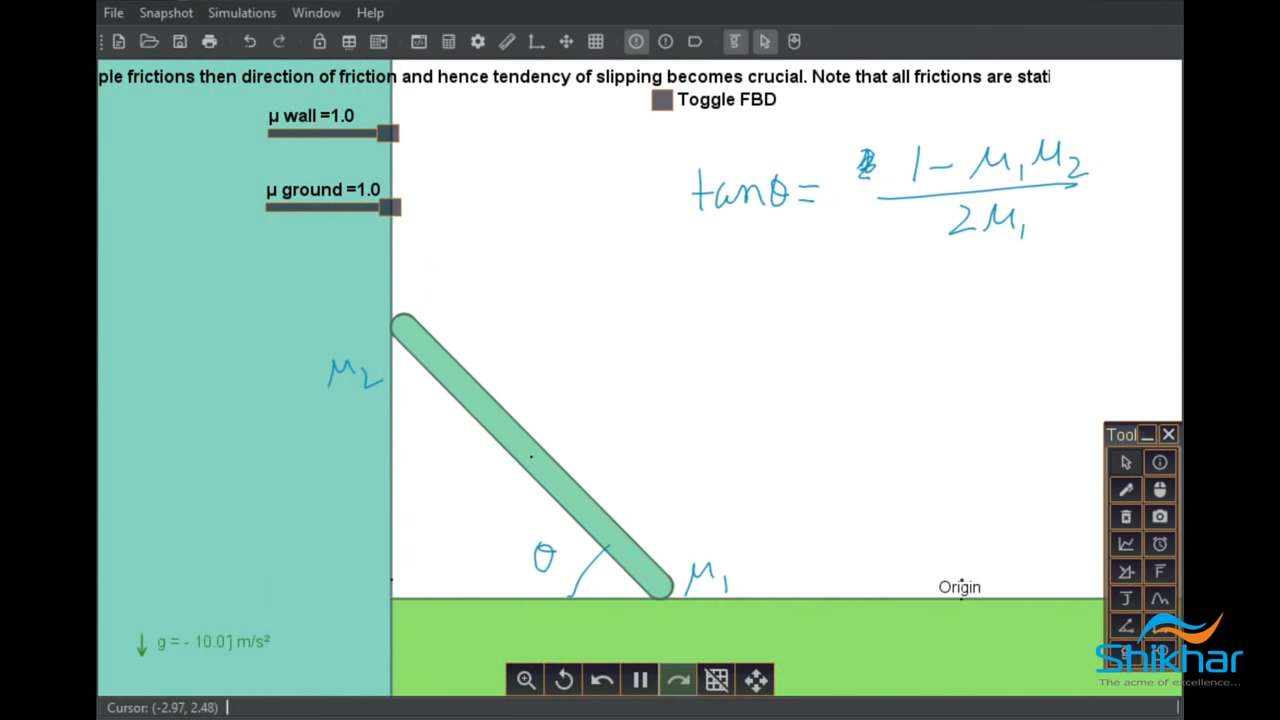 File Snapshot Simulations Window Help
ple frictions then direction of friction and hence tendency of slipping becomes crucial. Note that all frictions are stati
Toggle FBD
μ wall =1.0
μ ground =1.0
tanθ = 1 - μ1μ2
2μ1
μ2
θ
μ1
Origin
Tool
g = - 10.0 j m/s²
Shikhar
The acme of excellence...
Cursor: (-2.97, 2.48)